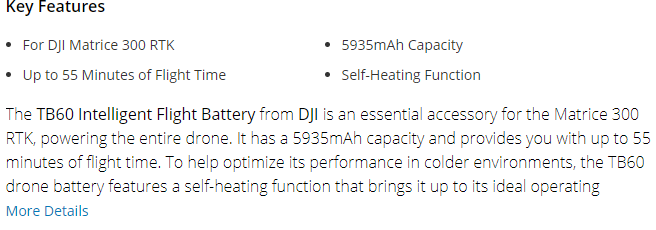 Key Features
• For DJI Matrice 300 RTK
• 5935mAh Capacity
• Up to 55 Minutes of Flight Time
• Self-Heating Function
The TB60 Intelligent Flight Battery from DJI is an essential accessory for the Matrice 300
RTK, powering the entire drone. It has a 5935mAh capacity and provides you with up to 55
minutes of flight time. To help optimize its performance in colder environments, the TB60
drone battery features a self-heating function that brings it up to its ideal operating
More Details